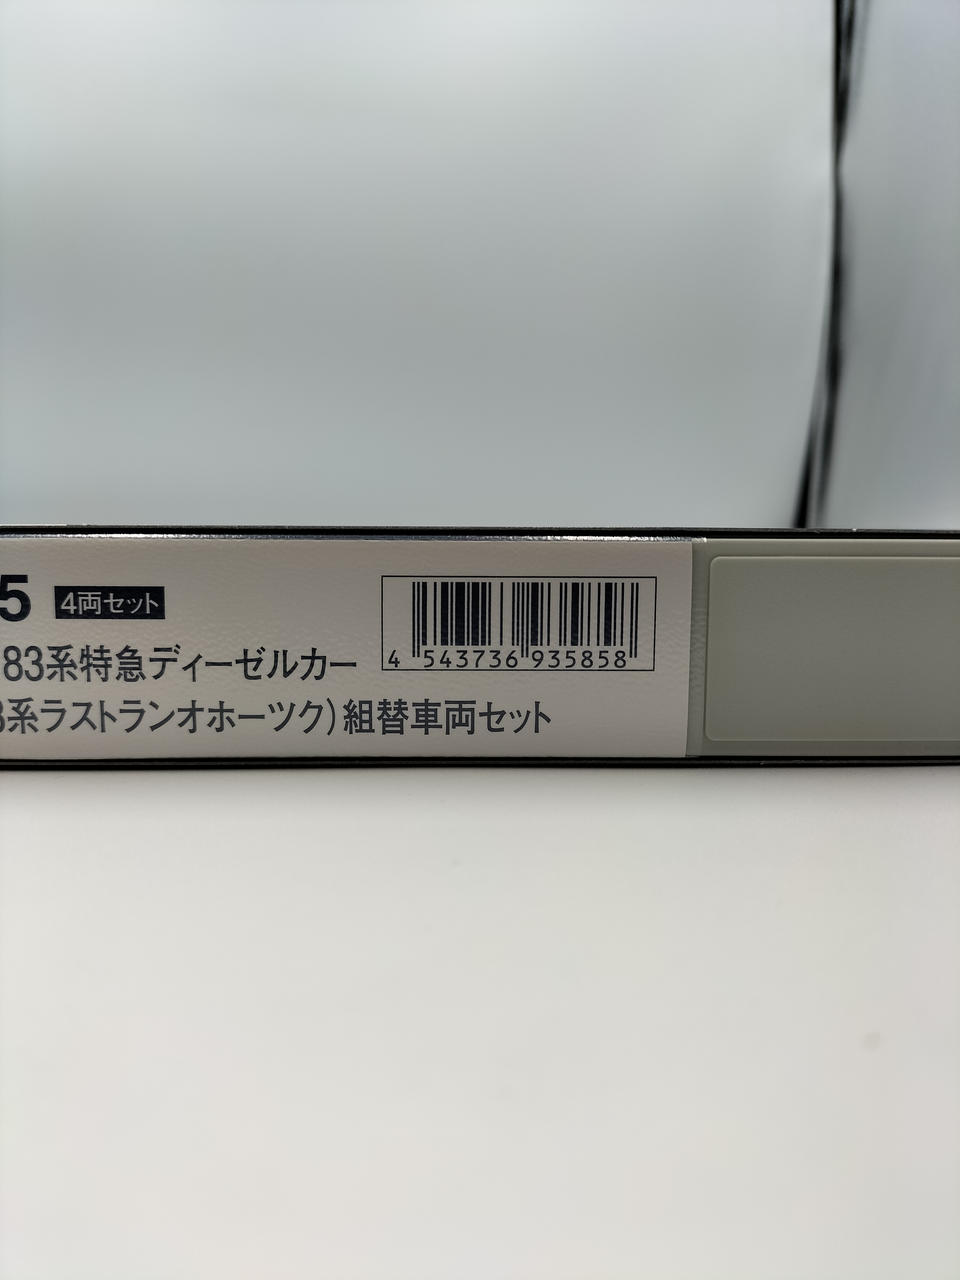 5 4両セット
83系特急ディーゼルカー
系ラストランオホーツク)組替車両セット
4 543736 935858